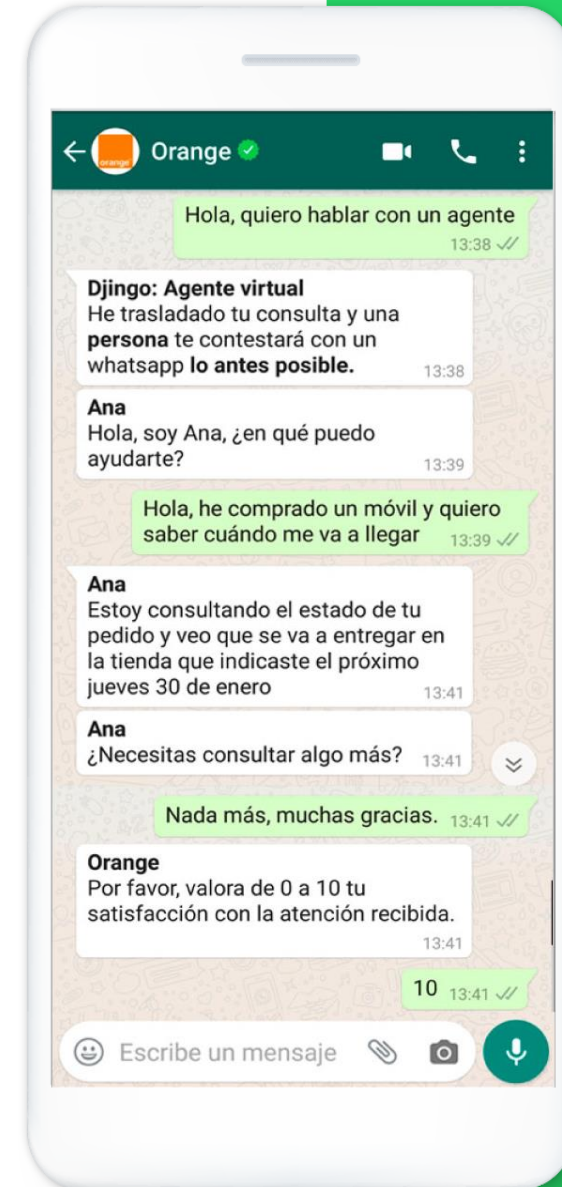 orange
Orange
Hola, quiero hablar con un agente
13:38
Djingo: Agente virtual
He trasladado tu consulta y una
persona te contestará con un
whatsapp lo antes posible.
13:38
Ana
Hola, soy Ana, ¿en qué puedo
ayudarte?
13:39
Hola, he comprado un móvil y quiero
saber cuándo me va a llegar
13:39
Ana
Estoy consultando el estado de tu
pedido y veo que se va a entregar en
la tienda que indicaste el próximo
jueves 30 de enero
13:41
Ana
¿Necesitas consultar algo más?
13:41
Nada más, muchas gracias.
13:41
Orange
Por favor, valora de 0 a 10 tu
satisfacción con la atención recibida.
13:41
10
13:41
Escribe un mensaje